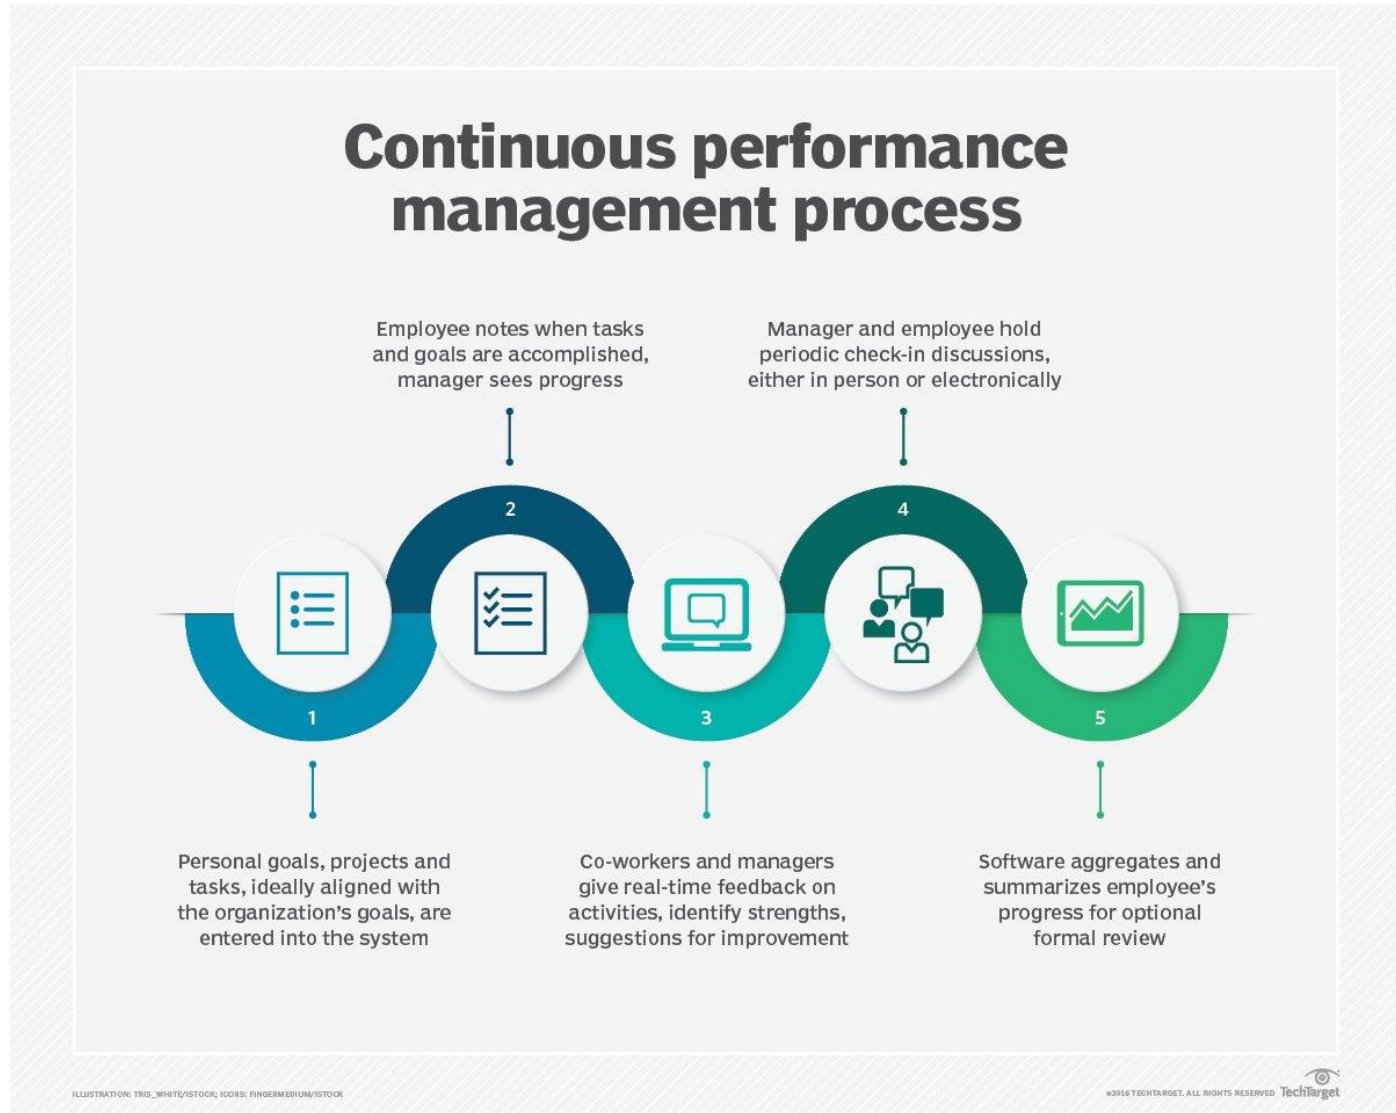 Continuous performance
management process
Employee notes when tasks
and goals are accomplished,
manager sees progress
Manager and employee hold
periodic check-in discussions,
either in person or electronically
2
4
1
3
5
Personal goals, projects and
tasks, ideally aligned with
the organization's goals, are
entered into the system
Co-workers and managers
give real-time feedback on
activities, identify strengths,
suggestions for improvement
Software aggregates and
summarizes employee's
progress for optional
formal review
ILLUSTRATION: TRIS_WHITE/ISTOCK; ICONS: FINGERMEDIUM/ISTOCK
©2016 TECHTARGET. ALL RIGHTS RESERVED TechTarget